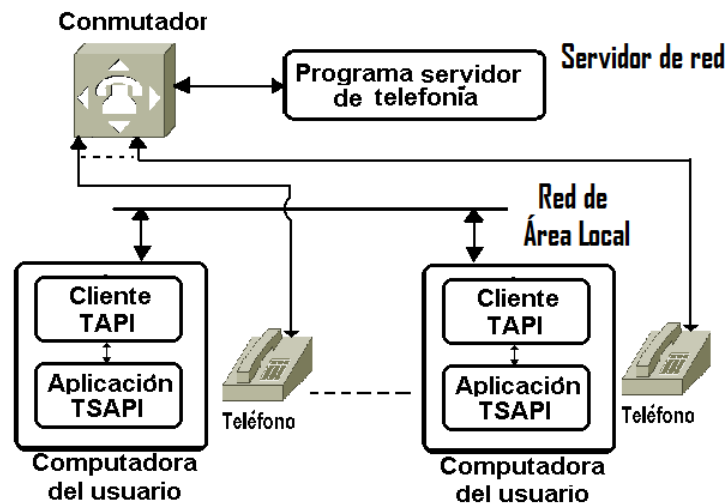 Conmutador
Programa servidor
de telefonía
Servidor de red
Red de
Área Local
Cliente
TAPI
Aplicación
TSAPI
Teléfono
Computadora
del usuario
Cliente
TAPI
Aplicación
TSAPI
Teléfono
Computadora
del usuario